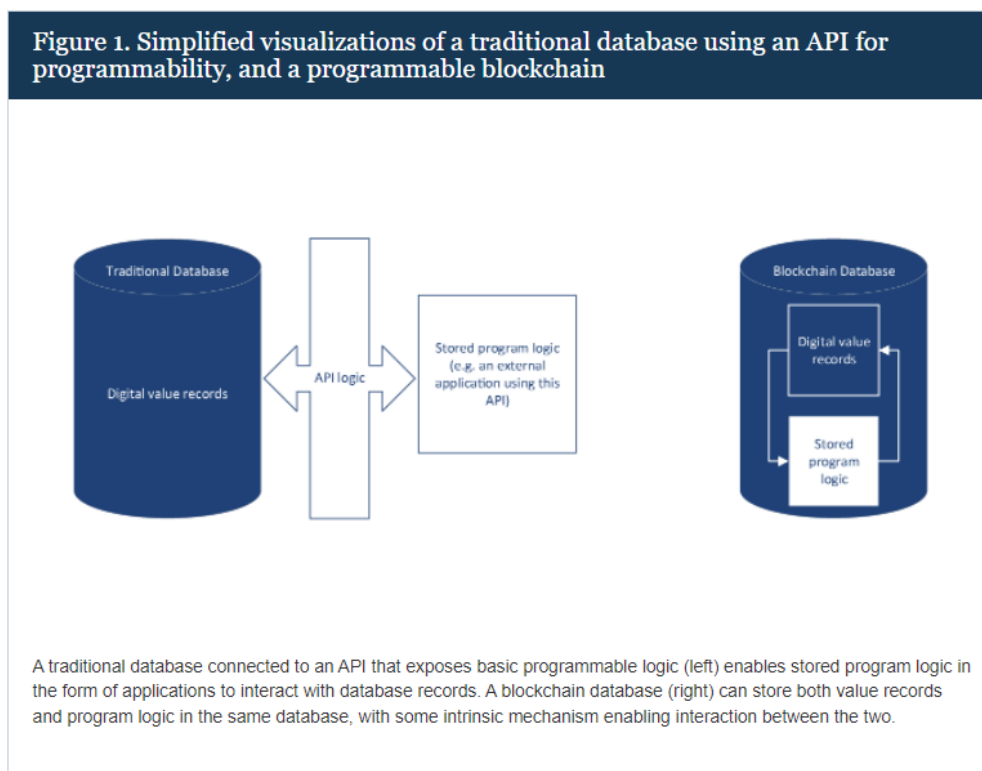 Figure 1. Simplified visualizations of a traditional database using an API for
programmability, and a programmable blockchain
Traditional Database
Digital value records
API logic
Stored program logic
(e.g. an external
application using this
API)
Blockchain Database
Digital value
records
Stored
program
logic
A traditional database connected to an API that exposes basic programmable logic (left) enables stored program logic in
the form of applications to interact with database records. A blockchain database (right) can store both value records
and program logic in the same database, with some intrinsic mechanism enabling interaction between the two.